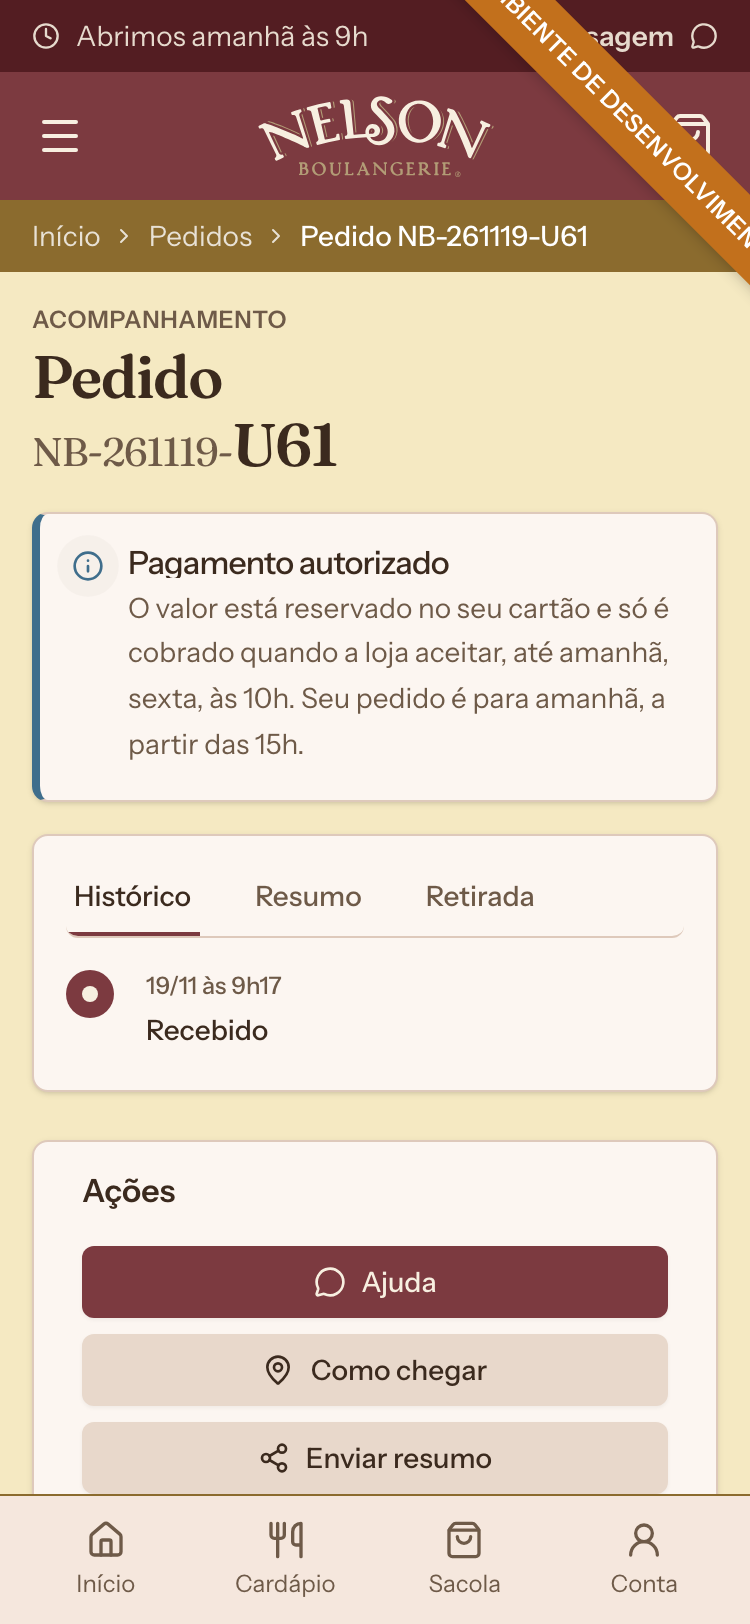 Abrimos amanhã às 9h
AMBIENTE DE DESENVOLVIMEN
NELSON
BOULANGERIE
Início > Pedidos > Pedido NB-261119-U61
ACOMPANHAMENTO
Pedido
NB-261119-U61
Pagamento autorizado
O valor está reservado no seu cartão e só é
cobrado quando a loja aceitar, até amanhã,
sexta, às 10h. Seu pedido é para amanhã, a
partir das 15h.
Histórico Resumo Retirada
19/11 às 9h17
Recebido
Ações
Ajuda
Como chegar
Enviar resumo
Início Cardápio Sacola Conta